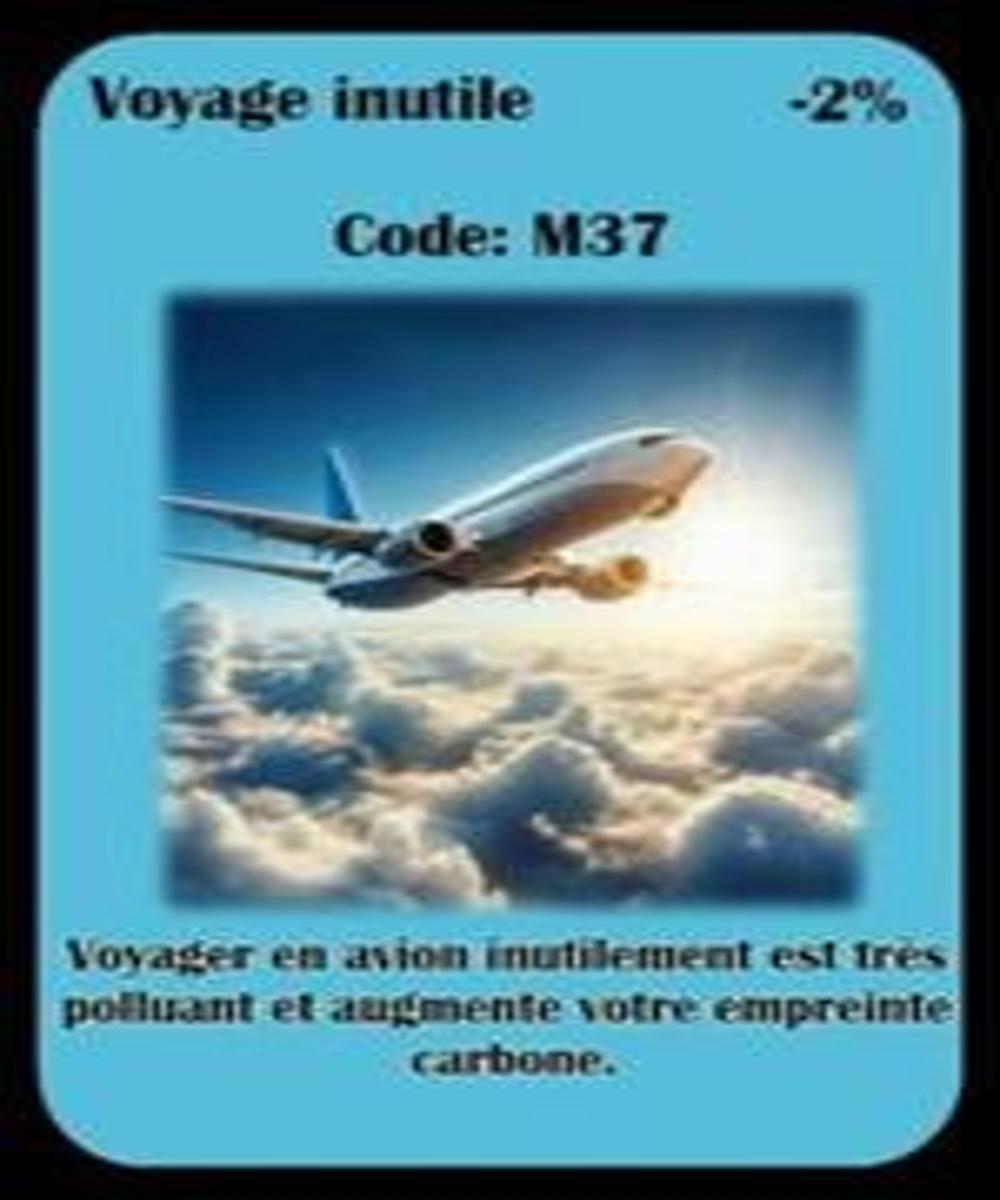 Voyage inutile -2%
Code: M37
Voyager en avion inutilement est très
polluant et augmente votre empreinte
carbone.